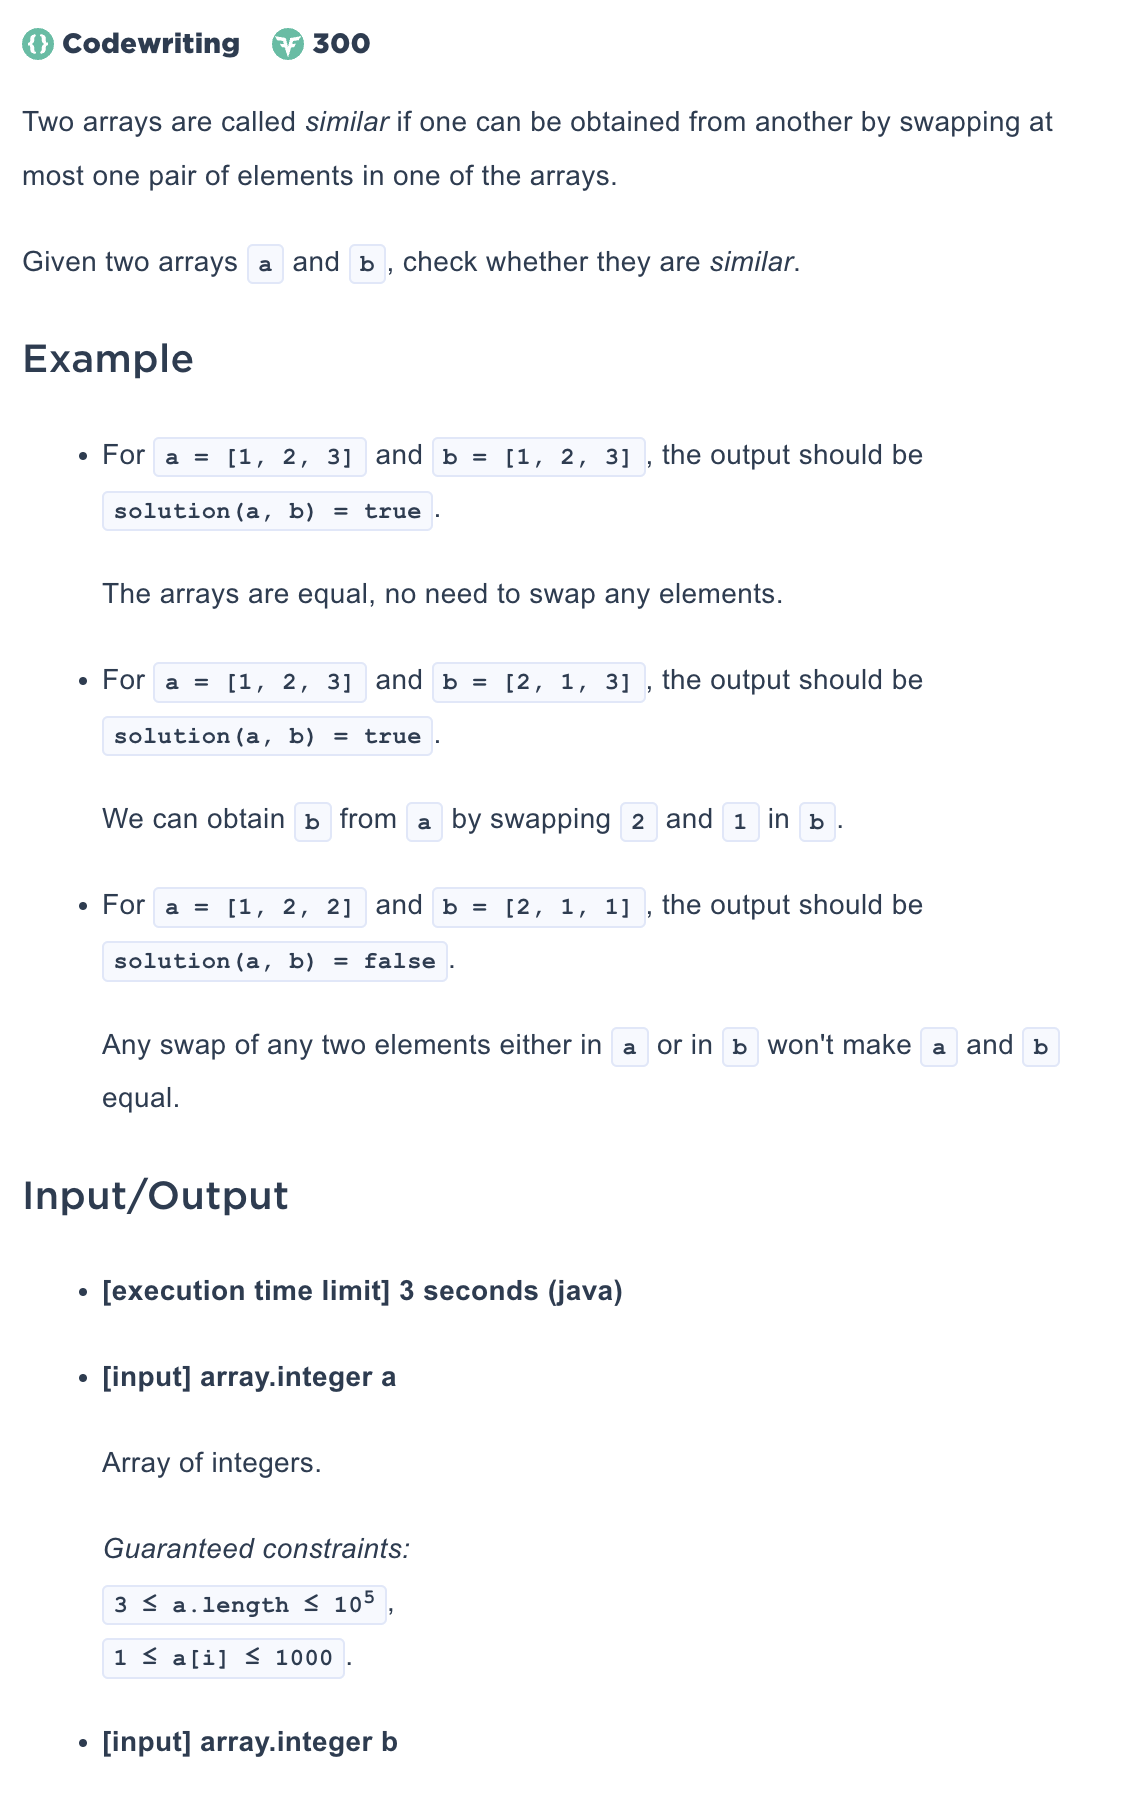 Codewriting 300
Two arrays are called similar if one can be obtained from another by swapping at
most one pair of elements in one of the arrays.
Given two arrays a and b, check whether they are similar.
Example
• For a = [1, 2, 3] and b = [1, 2, 3], the output should be
solution(a, b) = true.
The arrays are equal, no need to swap any elements.
• For a = [1, 2, 3] and b = [2, 1, 3], the output should be
solution(a, b) = true.
We can obtain b from a by swapping 2 and 1 in b.
• For a = [1, 2, 2] and b = [2, 1, 1], the output should be
solution(a, b) = false.
Any swap of any two elements either in a or in b won't make a and b
equal.
Input/Output
• [execution time limit] 3 seconds (java)
• [input] array.integer a
Array of integers.
Guaranteed constraints:
3 ≤ a.length ≤ 10⁵,
1 ≤ a[i] ≤ 1000.
• [input] array.integer b